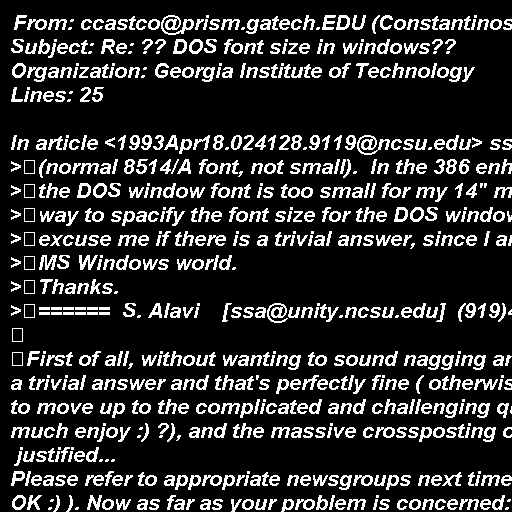 From: ccastco@prism.gatech.EDU (Constantinos
Subject: Re: ?? DOS font size in windows??
Organization: Georgia Institute of Technology
Lines: 25

In article <1993Apr18.024128.9119@ncsu.edu> ss
>▯(normal 8514/A font, not small).  In the 386 enh
>▯the DOS window font is too small for my 14" m
>▯way to spacify the font size for the DOS window
>▯excuse me if there is a trivial answer, since I a
>▯MS Windows world.
>▯Thanks.
>▯======  S. Alavi    [ssa@unity.ncsu.edu]  (919)4
▯
▯First of all, without wanting to sound nagging a
a trivial answer and that's perfectly fine ( otherwis
to move up to the complicated and challenging q
much enjoy :) ?), and the massive crossposting o
 justified...
Please refer to appropriate newsgroups next time
OK :) ). Now as far as your problem is concerned: